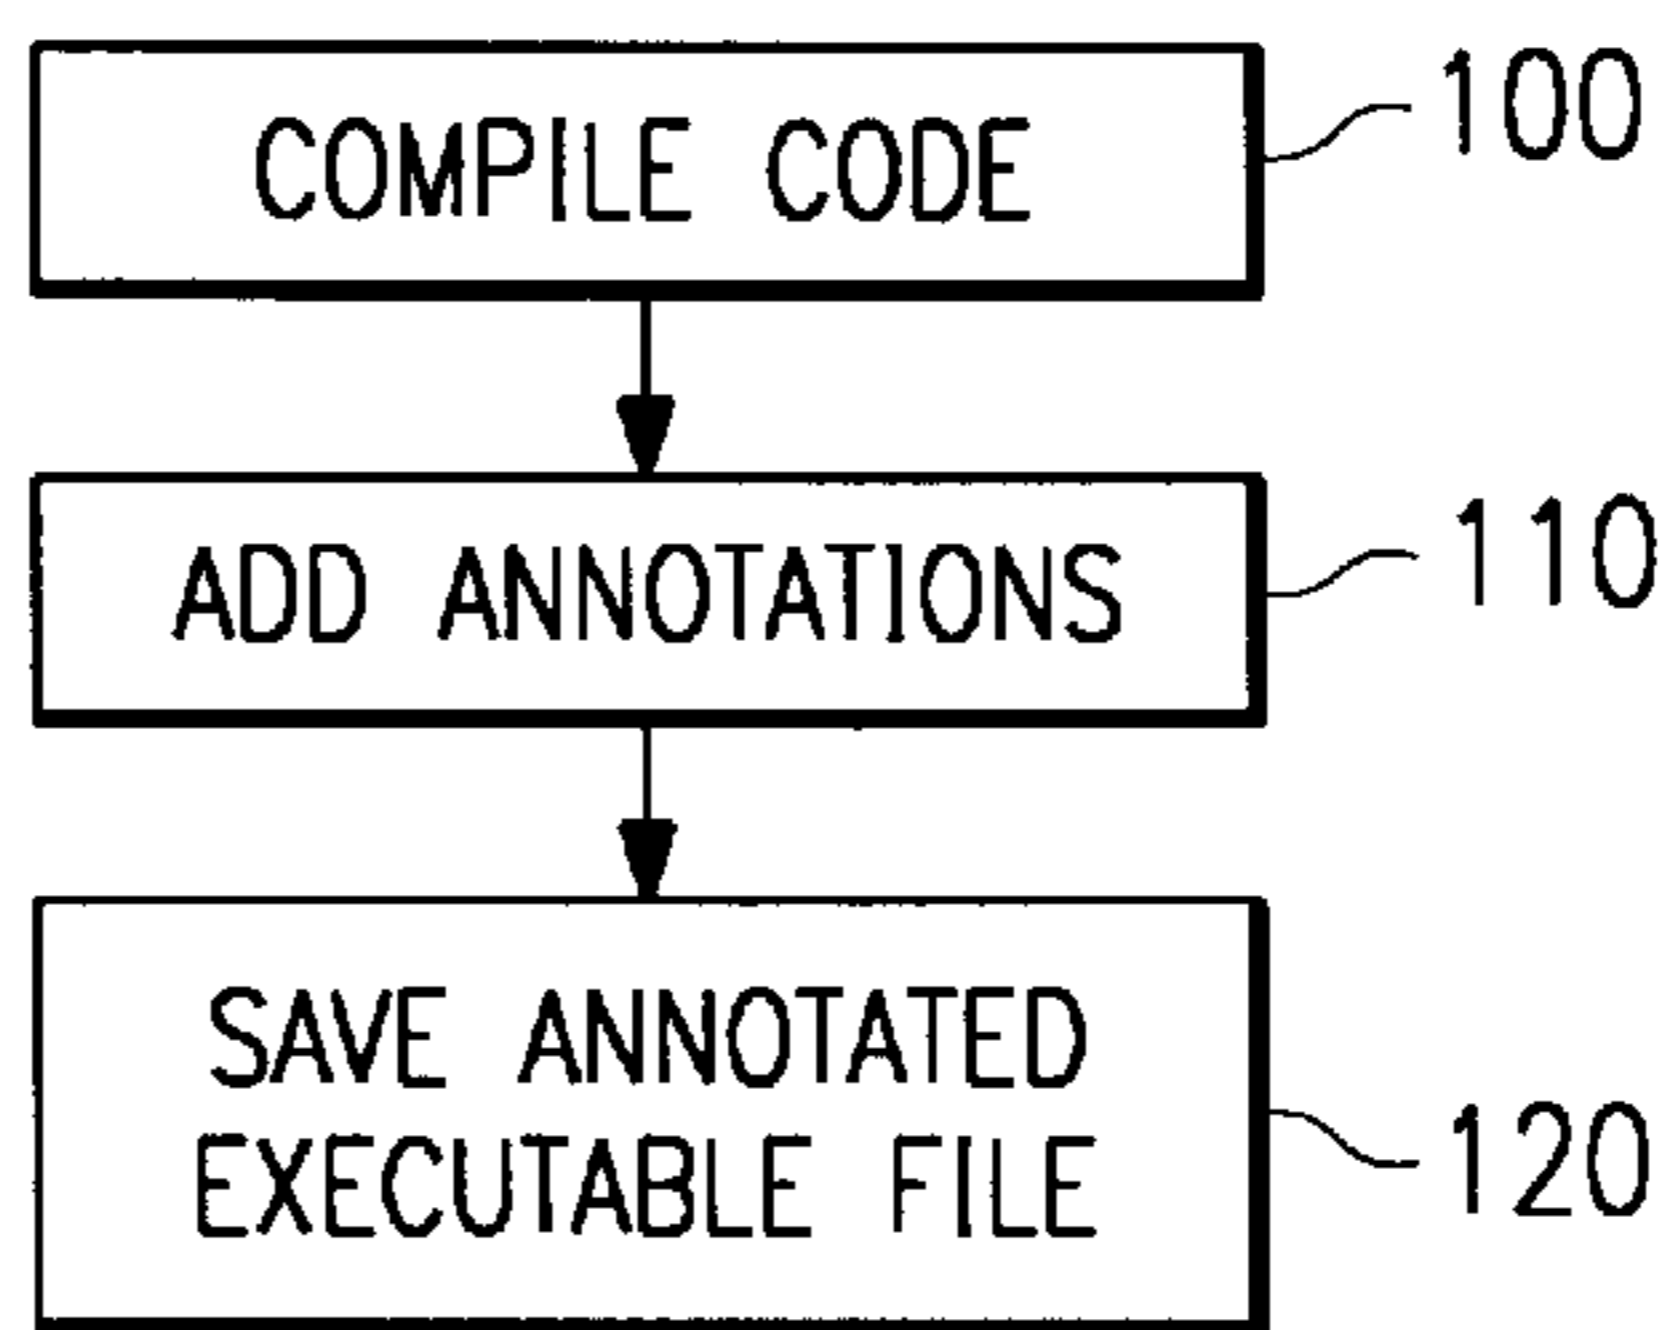 COMPILE CODE
100
ADD ANNOTATIONS
110
SAVE ANNOTATED
EXECUTABLE FILE
120